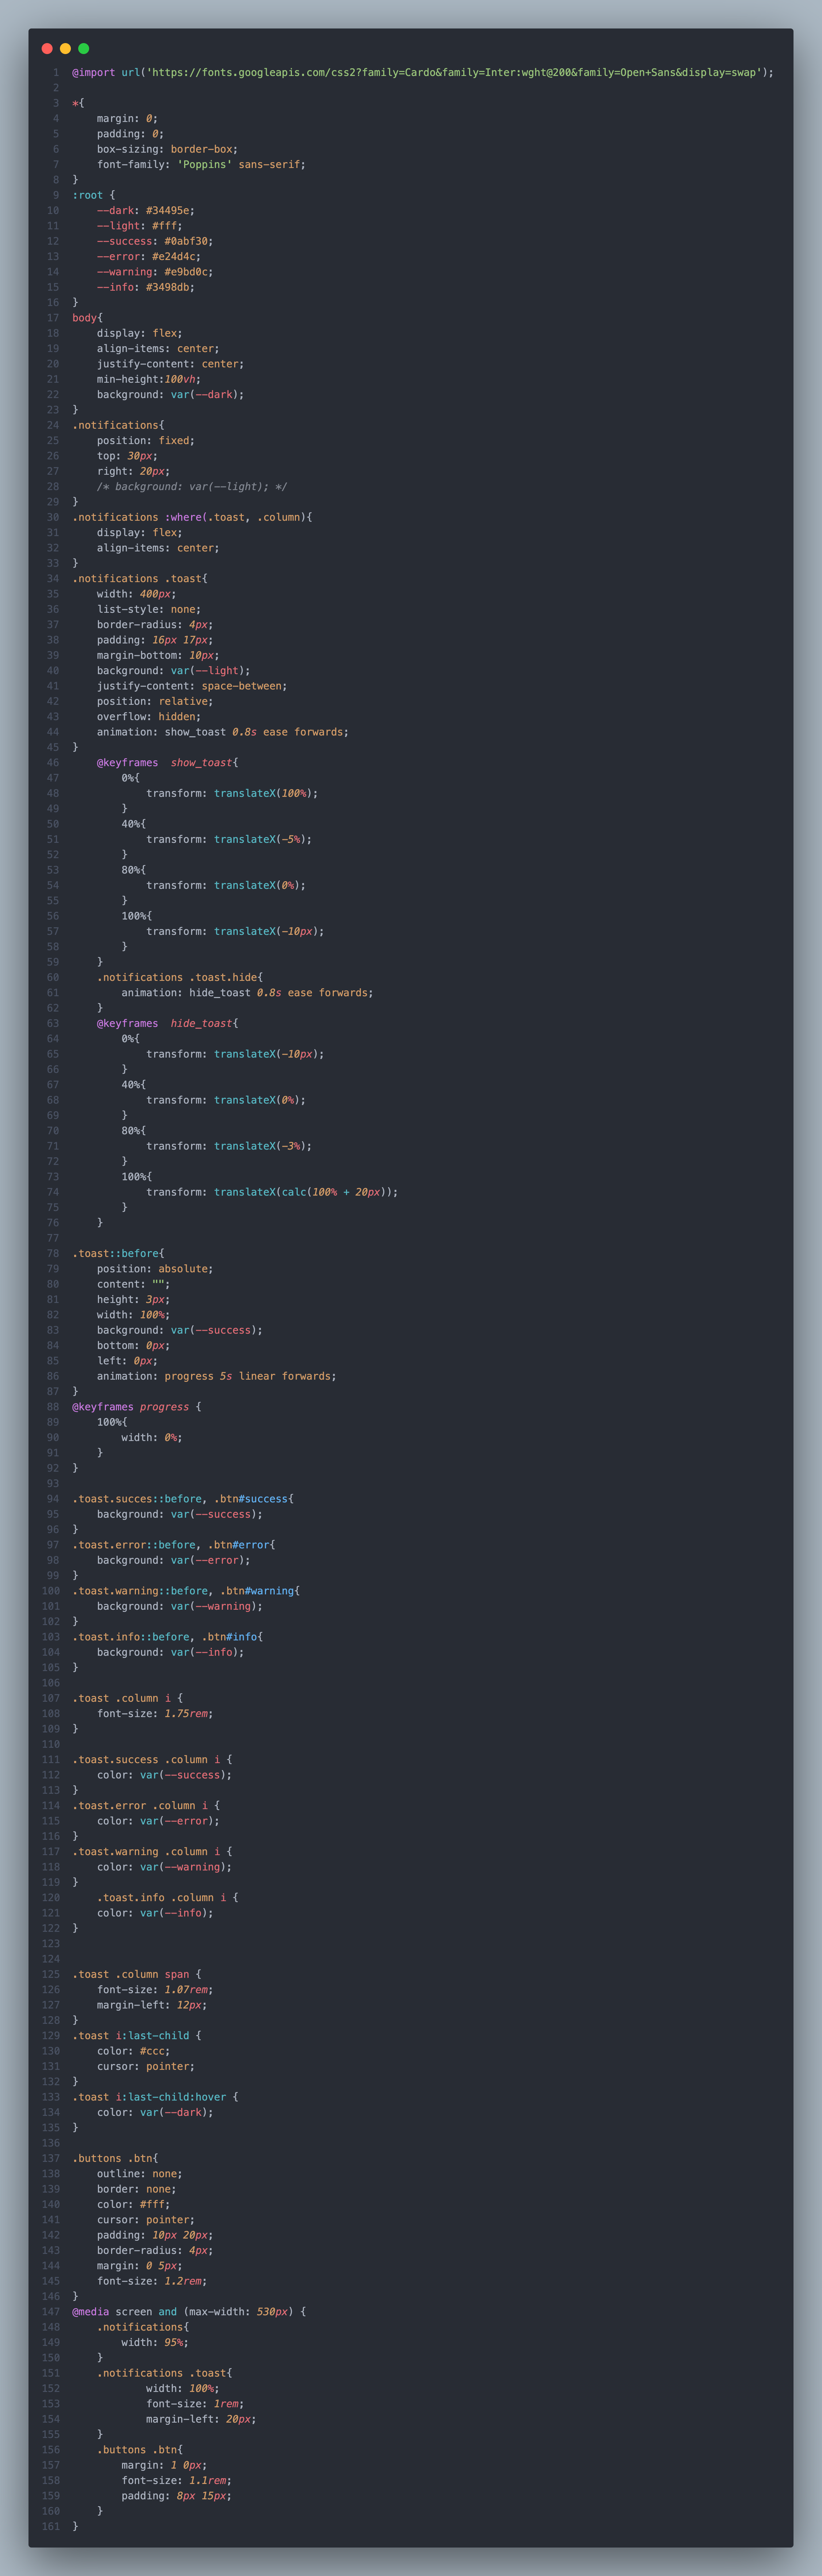 1 @import url('https://fonts.googleapis.com/css2?family=Cardo&family=Inter:wght@200&family=Open+Sans&display=swap');
2
3 *{
4     margin: 0;
5     padding: 0;
6     box-sizing: border-box;
7     font-family: 'Poppins' sans-serif;
8 }
9 :root {
10     --dark: #34495e;
11     --light: #fff;
12     --success: #0abf30;
13     --error: #e24d4c;
14     --warning: #e9bd0c;
15     --info: #3498db;
16 }
17 body{
18     display: flex;
19     align-items: center;
20     justify-content: center;
21     min-height:100vh;
22     background: var(--dark);
23 }
24 .notifications{
25     position: fixed;
26     top: 30px;
27     right: 20px;
28     /* background: var(--light); */
29 }
30 .notifications :where(.toast, .column){
31     display: flex;
32     align-items: center;
33 }
34 .notifications .toast{
35     width: 400px;
36     list-style: none;
37     border-radius: 4px;
38     padding: 16px 17px;
39     margin-bottom: 10px;
40     background: var(--light);
41     justify-content: space-between;
42     position: relative;
43     overflow: hidden;
44     animation: show_toast 0.8s ease forwards;
45 }
46     @keyframes  show_toast{
47         0%{
48             transform: translateX(100%);
49         }
50         40%{
51             transform: translateX(-5%);
52         }
53         80%{
54             transform: translateX(0%);
55         }
56         100%{
57             transform: translateX(-10px);
58         }
59     }
60     .notifications .toast.hide{
61         animation: hide_toast 0.8s ease forwards;
62     }
63     @keyframes  hide_toast{
64         0%{
65             transform: translateX(-10px);
66         }
67         40%{
68             transform: translateX(0%);
69         }
70         80%{
71             transform: translateX(-3%);
72         }
73         100%{
74             transform: translateX(calc(100% + 20px));
75         }
76     }
77
78 .toast::before{
79     position: absolute;
80     content: "";
81     height: 3px;
82     width: 100%;
83     background: var(--success);
84     bottom: 0px;
85     left: 0px;
86     animation: progress 5s linear forwards;
87 }
88 @keyframes progress {
89     100%{
90         width: 0%;
91     }
92 }
93
94 .toast.succes::before, .btn#success{
95     background: var(--success);
96 }
97 .toast.error::before, .btn#error{
98     background: var(--error);
99 }
100 .toast.warning::before, .btn#warning{
101     background: var(--warning);
102 }
103 .toast.info::before, .btn#info{
104     background: var(--info);
105 }
106
107 .toast .column i {
108     font-size: 1.75rem;
109 }
110
111 .toast.success .column i {
112     color: var(--success);
113 }
114 .toast.error .column i {
115     color: var(--error);
116 }
117 .toast.warning .column i {
118     color: var(--warning);
119 }
120     .toast.info .column i {
121     color: var(--info);
122 }
123
124
125 .toast .column span {
126     font-size: 1.07rem;
127     margin-left: 12px;
128 }
129 .toast i:last-child {
130     color: #ccc;
131     cursor: pointer;
132 }
133 .toast i:last-child:hover {
134     color: var(--dark);
135 }
136
137 .buttons .btn{
138     outline: none;
139     border: none;
140     color: #fff;
141     cursor: pointer;
142     padding: 10px 20px;
143     border-radius: 4px;
144     margin: 0 5px;
145     font-size: 1.2rem;
146 }
147 @media screen and (max-width: 530px) {
148     .notifications{
149         width: 95%;
150     }
151     .notifications .toast{
152             width: 100%;
153             font-size: 1rem;
154             margin-left: 20px;
155     }
156     .buttons .btn{
157         margin: 1 0px;
158         font-size: 1.1rem;
159         padding: 8px 15px;
160     }
161 }